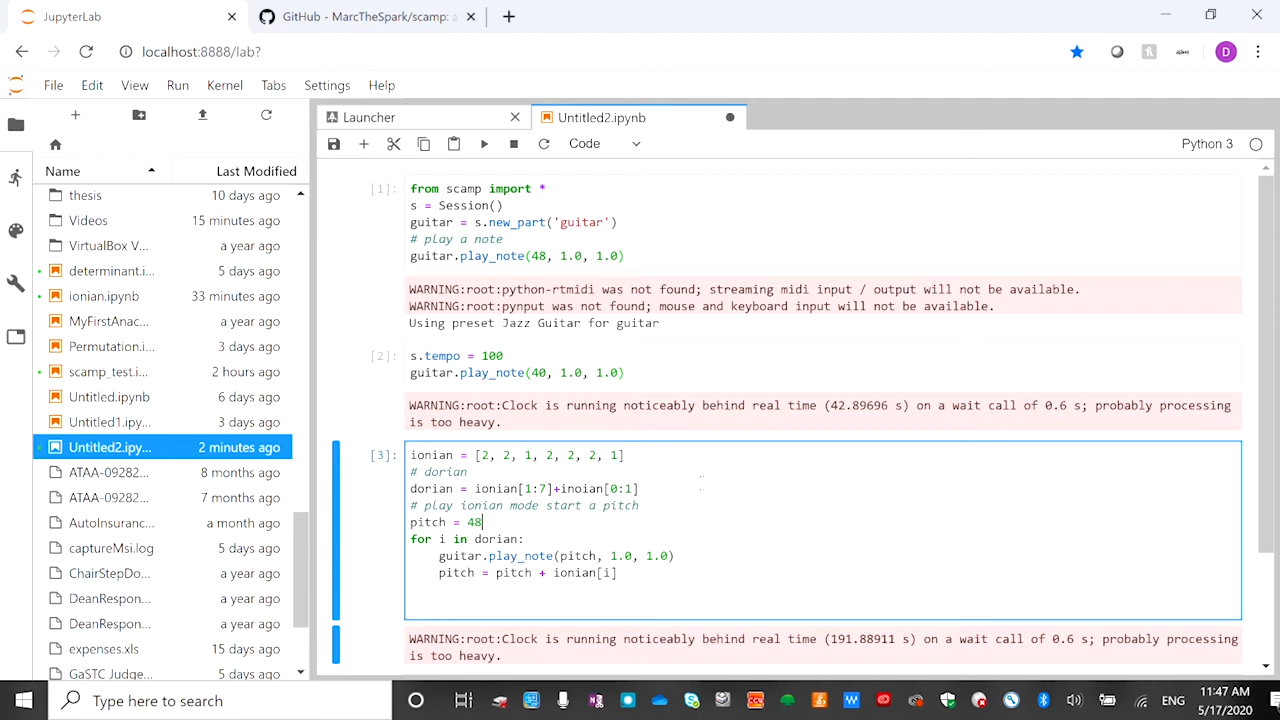 JupyterLab
GitHub - MarcTheSpark/scamp: a
localhost:8888/lab?
D
File Edit View Run Kernel Tabs Settings Help
Launcher
Untitled2.ipynb
Code
Python 3
Name Last Modified
thesis 10 days ago
Videos 15 minutes ago
VirtualBox V... a year ago
determinant.i... 5 days ago
ionian.ipynb 33 minutes ago
MyFirstAnac... a year ago
Permutation.i... 3 days ago
scamp_test.i... 2 hours ago
Untitled.ipynb 6 days ago
Untitled1.ipy... 3 days ago
Untitled2.ipy... 2 minutes ago
ATAA-09282... 8 months ago
ATAA-09282... 7 months ago
AutoInsuranc... a month ago
captureMsi.log 5 days ago
ChairStepDo... a year ago
DeanRespon... a year ago
DeanRespon... a year ago
expenses.xls 15 days ago
GaSTC Judge... a year ago
[1]: from scamp import *
s = Session()
guitar = s.new_part('guitar')
# play a note
guitar.play_note(48, 1.0, 1.0)
WARNING:root:python-rtmidi was not found; streaming midi input / output will not be available.
WARNING:root:pynput was not found; mouse and keyboard input will not be available.
Using preset Jazz Guitar for guitar
[2]: s.tempo = 100
guitar.play_note(40, 1.0, 1.0)
WARNING:root:Clock is running noticeably behind real time (42.89696 s) on a wait call of 0.6 s; probably processing
is too heavy.
[3]: ionian = [2, 2, 1, 2, 2, 2, 1]
# dorian
dorian = ionian[1:7]+inoian[0:1]
# play ionian mode start a pitch
pitch = 48
for i in dorian:
guitar.play_note(pitch, 1.0, 1.0)
pitch = pitch + ionian[i]
WARNING:root:Clock is running noticeably behind real time (191.88911 s) on a wait call of 0.6 s; probably processing
is too heavy.
Type here to search
ENG
11:47 AM
5/17/2020